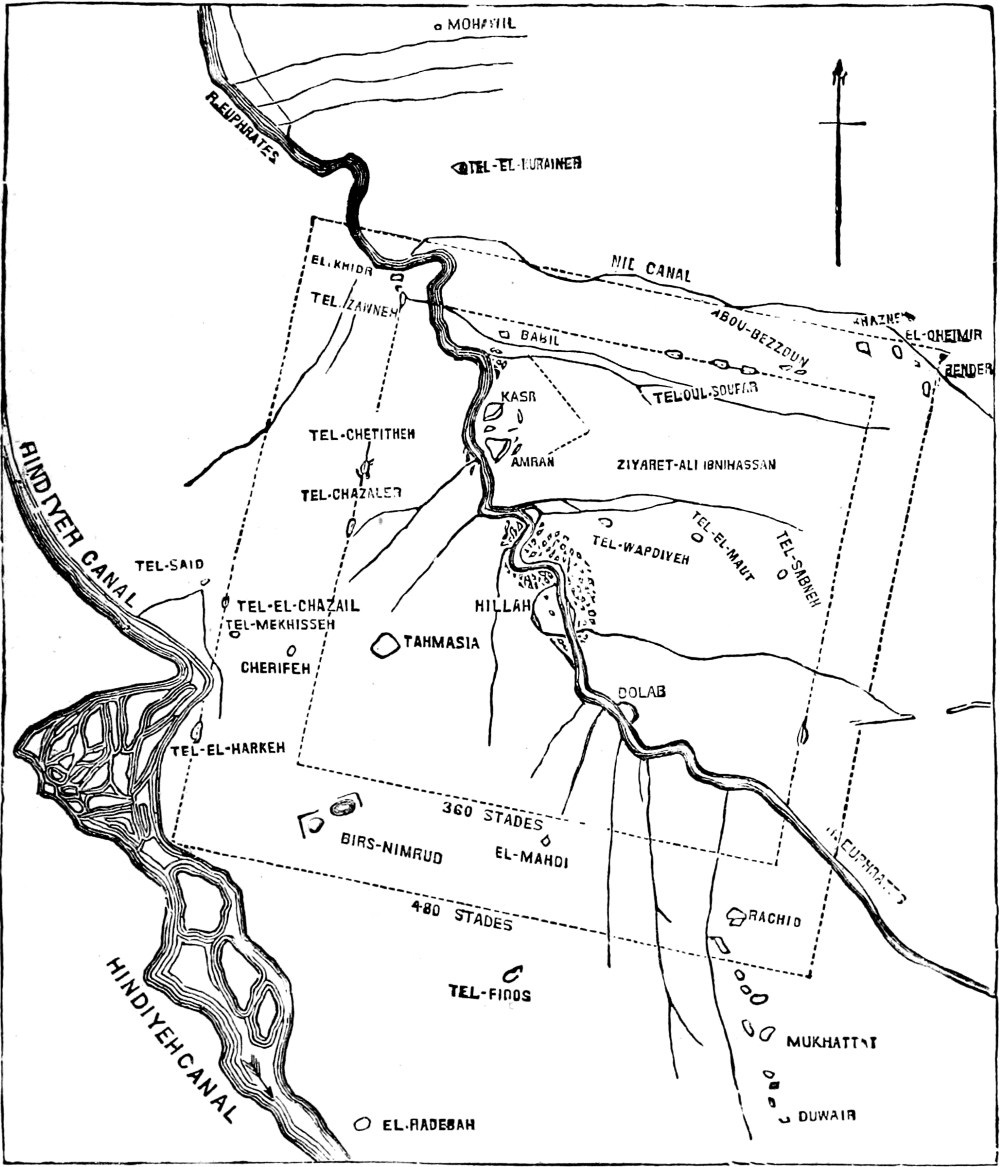 MOHAWIL
R. EUPHRATES
TEL-EL-KURAINEH
NIL CANAL
EL.KHIDR
TEL.ZAWNEH
BABIL
ABOU-BEZZOUN
KHAZNEH
EL-OHEIMIR
BENDER
TELOUL.SOUFAR
KASR
TEL-CHETITHEH
AMRAN
ZIYARET-ALI IBNIHASSAN
TEL-CHAZALER
HINDIYEH CANAL
TEL-WARDIYEH
TEL-EL-MAUT
TEL-SABNEH
TEL-SAID
TEL-EL-CHAZAIL
TEL-MEKHISSEH
HILLAH
TAHMASIA
CHERIFEH
DOLAB
TEL-EL-HARKEH
360 STADES
BIRS-NIMRUD
EL-MAHDI
EUPHRATES
480 STADES
RACHID
TEL-FIDOS
HINDIYEH CANAL
MUKHATTAT
DUWAIR
EL.RADEBAH